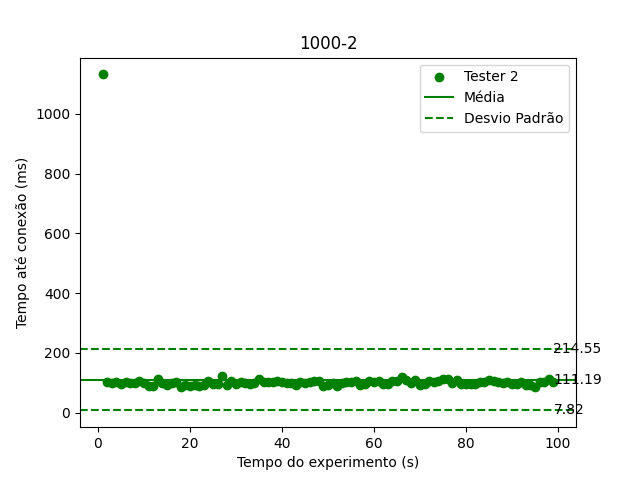 1000-2
Tester 2
Média
Desvio Padrão
Tempo até conexão (ms)
1000
800
600
400
200
0
214.55
111.19
7.82
0 20 40 60 80 100
Tempo do experimento (s)